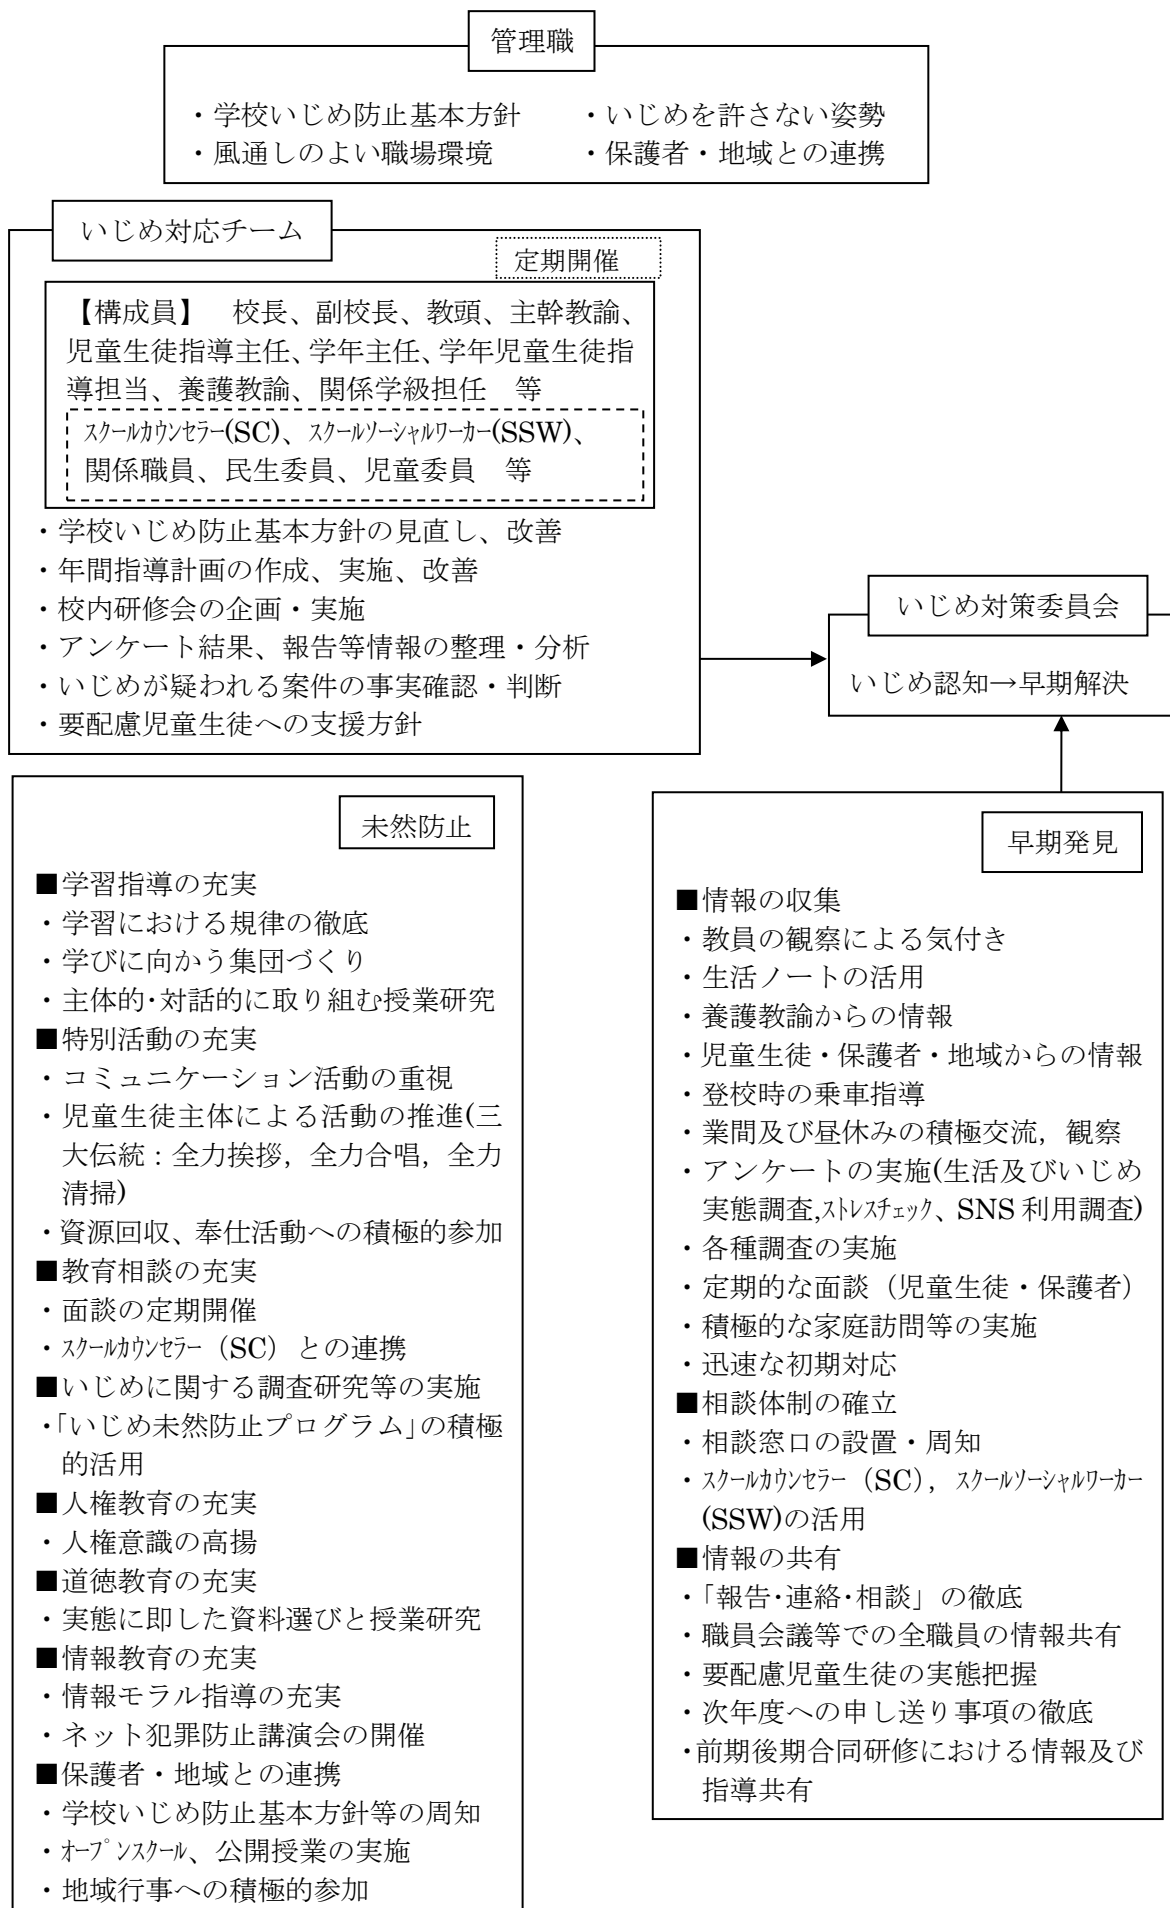 管理職
・学校いじめ防止基本方針　　・いじめを許さない姿勢
・風通しのよい職場環境　　　・保護者・地域との連携
いじめ対応チーム
定期開催
【構成員】　校長、副校長、教頭、主幹教諭、
児童生徒指導主任、学年主任、学年児童生徒指
導担当、養護教諭、関係学級担任　等
ｽｸｰﾙｶｳﾝｾﾗｰ(SC)、ｽｸｰﾙｿｰｼｬﾙﾜｰｶｰ(SSW)、
関係職員、民生委員、児童委員　等
・学校いじめ防止基本方針の見直し、改善
・年間指導計画の作成、実施、改善
・校内研修会の企画・実施
・アンケート結果、報告等情報の整理・分析
・いじめが疑われる案件の事実確認・判断
・要配慮児童生徒への支援方針
いじめ対策委員会
いじめ認知→早期解決
未然防止
■学習指導の充実
・学習における規律の徹底
・学びに向かう集団づくり
・主体的･対話的に取り組む授業研究
■特別活動の充実
・コミュニケーション活動の重視
・児童生徒主体による活動の推進(三
大伝統：全力挨拶，全力合唱，全力
清掃)
・資源回収、奉仕活動への積極的参加
■教育相談の充実
・面談の定期開催
・ｽｸｰﾙｶｳﾝｾﾗｰ（SC）との連携
■いじめに関する調査研究等の実施
・｢いじめ未然防止プログラム｣の積極
的活用
■人権教育の充実
・人権意識の高揚
■道徳教育の充実
・実態に即した資料選びと授業研究
■情報教育の充実
・情報モラル指導の充実
・ネット犯罪防止講演会の開催
■保護者・地域との連携
・学校いじめ防止基本方針等の周知
・ｵｰﾌﾟﾝｽｸｰﾙ、公開授業の実施
・地域行事への積極的参加
早期発見
■情報の収集
・教員の観察による気付き
・生活ノートの活用
・養護教諭からの情報
・児童生徒・保護者・地域からの情報
・登校時の乗車指導
・業間及び昼休みの積極交流，観察
・アンケートの実施(生活及びいじめ
実態調査,ｽﾄﾚｽﾁｪｯｸ、SNS 利用調査)
・各種調査の実施
・定期的な面談（児童生徒・保護者）
・積極的な家庭訪問等の実施
・迅速な初期対応
■相談体制の確立
・相談窓口の設置・周知
・ｽｸｰﾙｶｳﾝｾﾗｰ（SC），ｽｸｰﾙｿｰｼｬﾙﾜｰｶｰ
(SSW)の活用
■情報の共有
・「報告･連絡･相談」の徹底
・職員会議等での全職員の情報共有
・要配慮児童生徒の実態把握
・次年度への申し送り事項の徹底
・前期後期合同研修における情報及び
指導共有